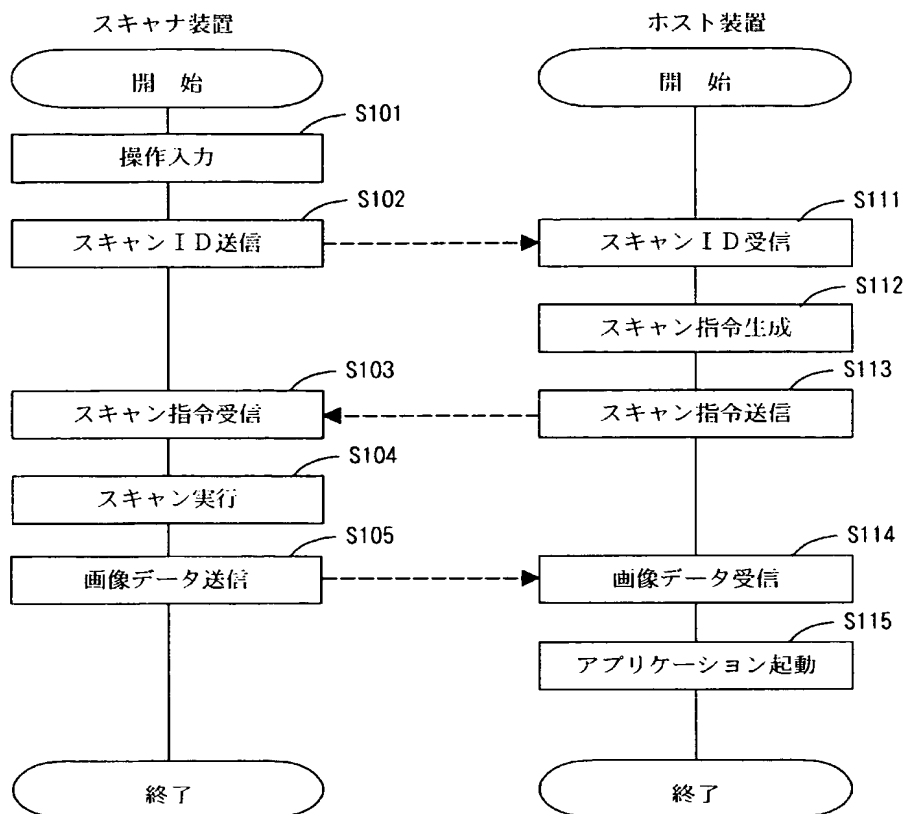 スキャナ装置
ホスト装置
開 始
開 始
S101
操作入力
S102
スキャンＩＤ送信
S111
スキャンＩＤ受信
S112
スキャン指令生成
S103
スキャン指令受信
S113
スキャン指令送信
S104
スキャン実行
S105
画像データ送信
S114
画像データ受信
S115
アプリケーション起動
終了
終了